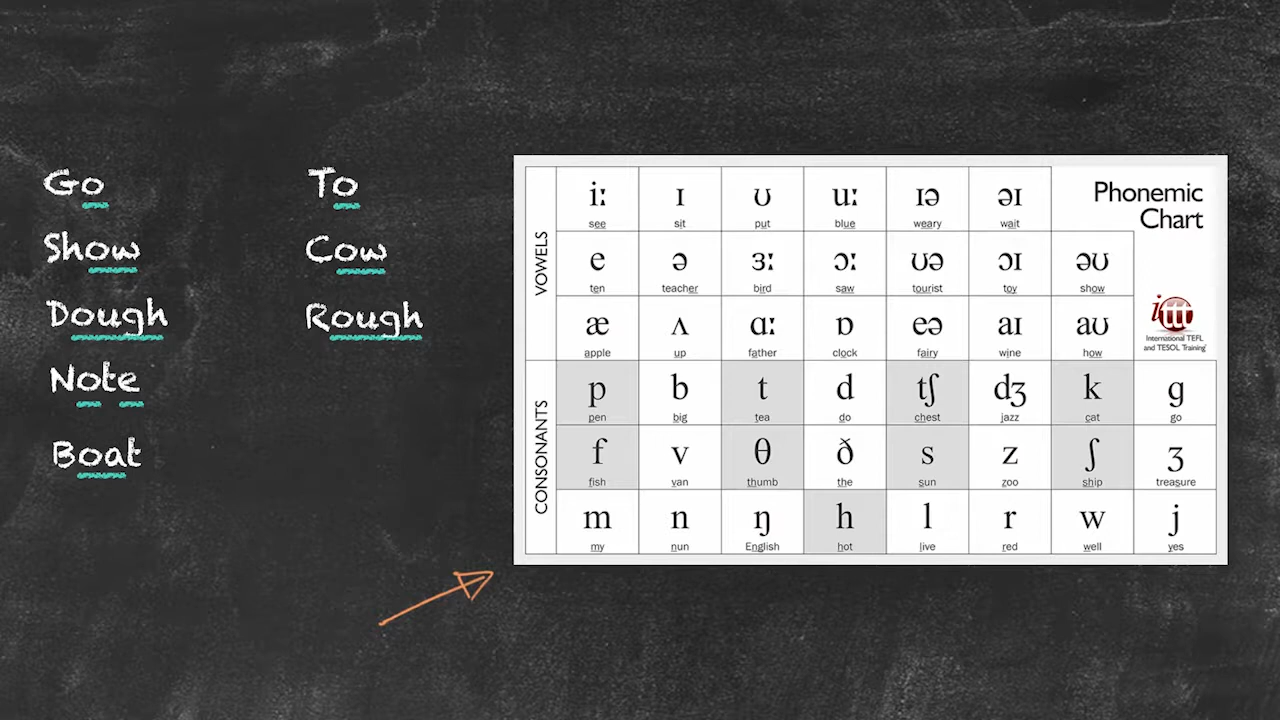 Go
Show
Dough
Note
Boat
To
Cow
Rough
Phonemic
Chart
VOWELS
iː ɪ ʊ uː ɪə əɪ
see sit put blue weary wait
e ə ɜː ɔː ʊə ɔɪ əʊ
ten teacher bird saw tourist toy show
æ ʌ ɑː ɒ eə aɪ aʊ
apple up father clock fairy wine how
ittt
International TEFL
and TESOL Training
CONSONANTS
p b t d tʃ dʒ k g
pen big tea do chest jazz cat go
f v θ ð s z ʃ ʒ
fish van thumb the sun zoo ship treasure
m n ŋ h l r w j
my nun English hot live red well yes